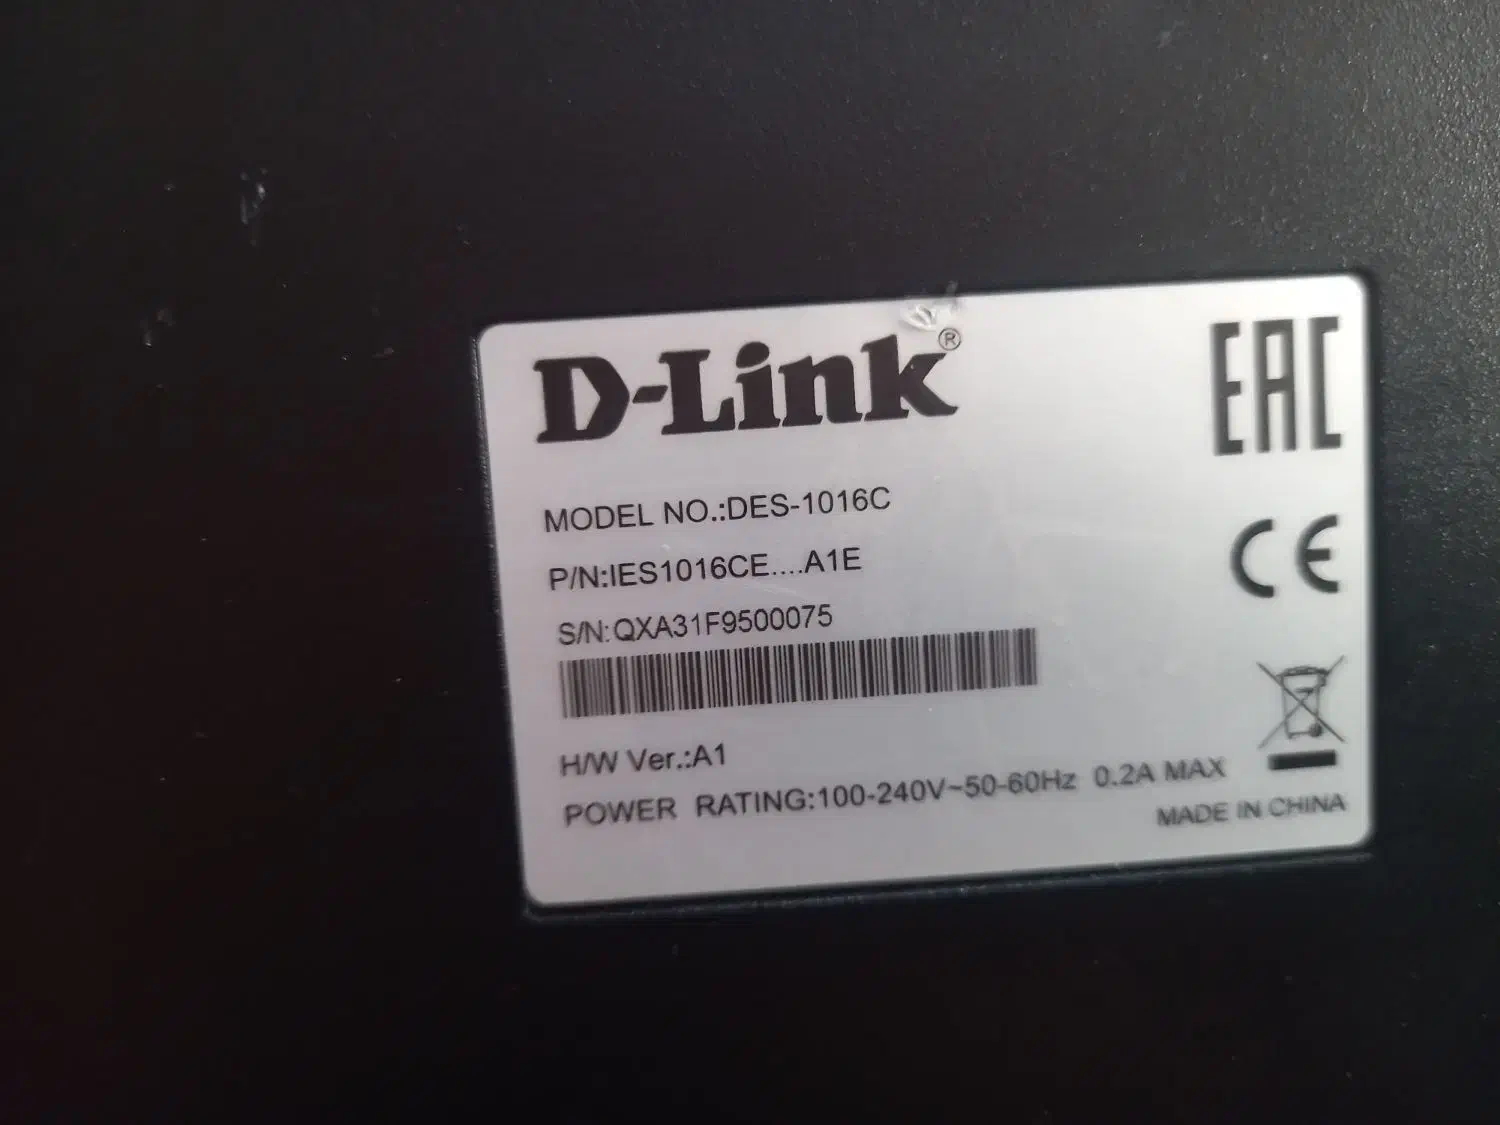 D-Link®
EAC
MODEL NO.:DES-1016C
CE
P/N:IES1016CE....A1E
S/N:QXA31F9500075
H/W Ver.:A1
POWER RATING:100-240V~50-60Hz 0.2A MAX
MADE IN CHINA